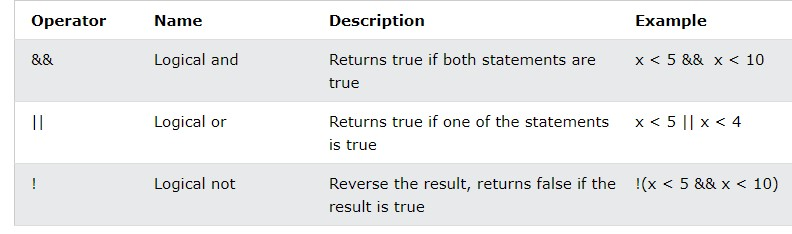 Operator Name Description Example
&& Logical and Returns true if both statements are x < 5 &&  x < 10
true
|| Logical or Returns true if one of the statements x < 5 || x < 4
is true
! Logical not Reverse the result, returns false if the !(x < 5 && x < 10)
result is true